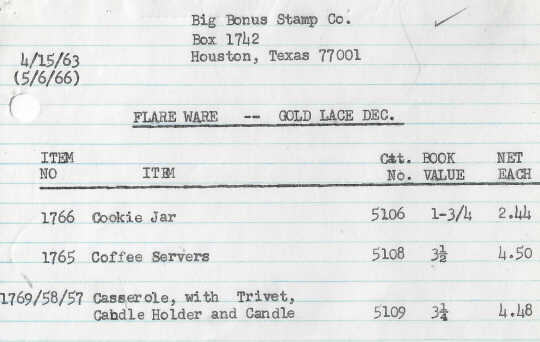 Big Bonus Stamp Co.
Box 1742
4/15/63 Houston, Texas 77001
(5/6/66)
FLARE WARE -- GOLD LACE DEC.
ITEM Cat. BOOK NET
NO ITEM No. VALUE EACH
1766 Cookie Jar 5106 1-3/4 2.44
1765 Coffee Servers 5108 3½ 4.50
1769/58/57 Casserole, with Trivet,
Cabdle Holder and Candle 5109 3¼ 4.48